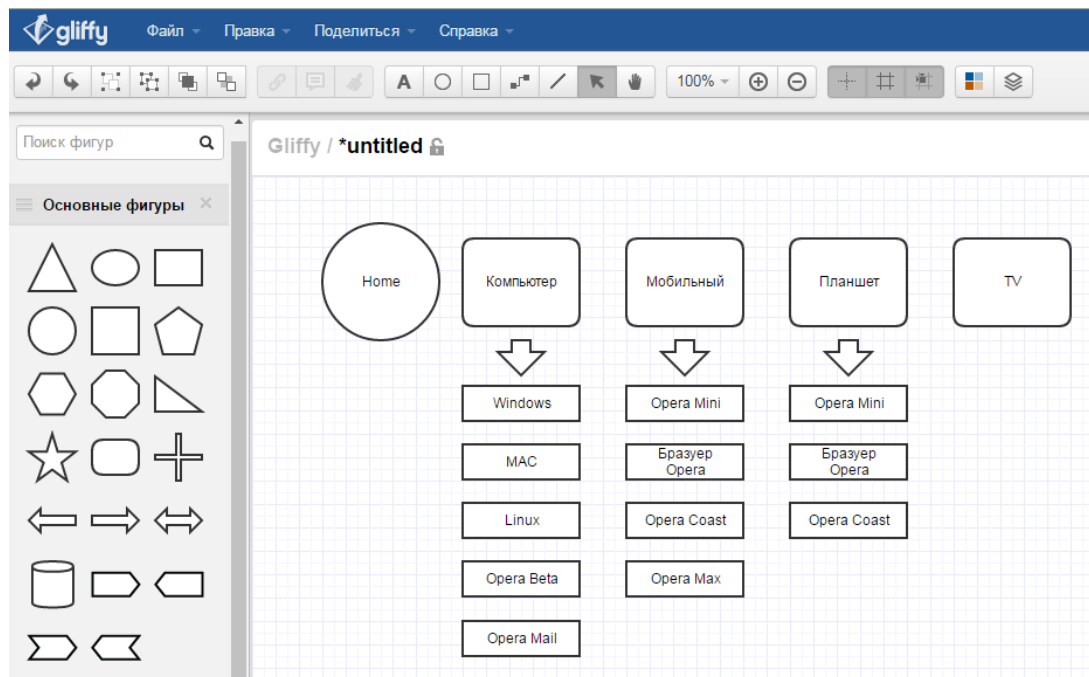 gliffy Файл Правка Поделиться Справка
A 100%
Поиск фигур
Gliffy / *untitled
Основные фигуры
Home
Компьютер
Мобильный
Планшет
TV
Windows
Opera Mini
Opera Mini
MAC
Бразуер
Opera
Бразуер
Opera
Linux
Opera Coast
Opera Coast
Opera Beta
Opera Max
Opera Mail